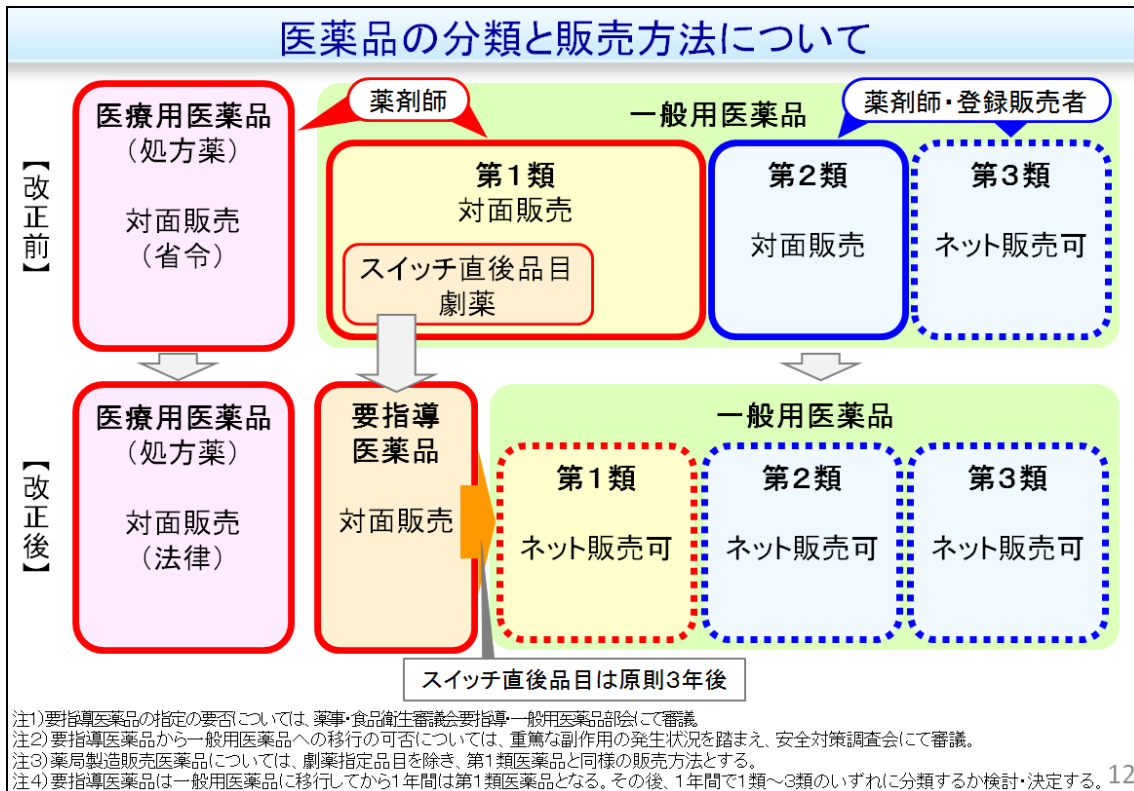 医薬品の分類と販売方法について
【改正前】
医療用医薬品
(処方薬)
対面販売
(省令)
薬剤師
一般用医薬品
薬剤師・登録販売者
第1類
対面販売
スイッチ直後品目
劇薬
第2類
対面販売
第3類
ネット販売可
【改正後】
医療用医薬品
(処方薬)
対面販売
(法律)
要指導
医薬品
対面販売
一般用医薬品
第1類
ネット販売可
第2類
ネット販売可
第3類
ネット販売可
スイッチ直後品目は原則3年後
注1)要指導医薬品の指定の要否については、薬事・食品衛生審議会要指導・一般用医薬品部会にて審議。
注2)要指導医薬品から一般用医薬品への移行の可否については、重篤な副作用の発生状況を踏まえ、安全対策調査会にて審議。
注3)薬局製造販売医薬品については、劇薬指定品目を除き、第1類医薬品と同様の販売方法とする。
注4)要指導医薬品は一般用医薬品に移行してから1年間は第1類医薬品となる。その後、1年間で1類～3類のいずれに分類するか検討・決定する。
12